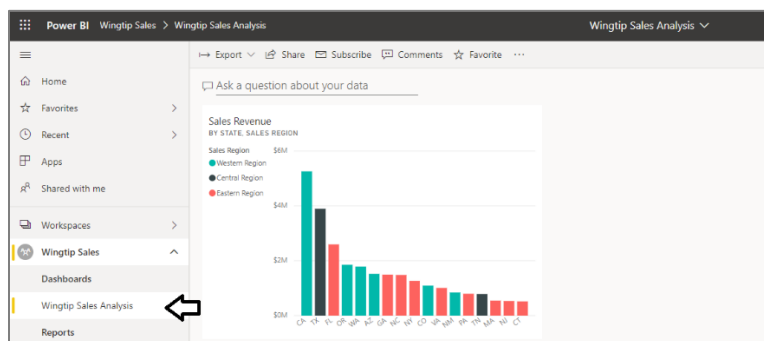 Power BI Wingtip Sales > Wingtip Sales Analysis
Wingtip Sales Analysis
Export Share Subscribe Comments Favorite ...
Home
Favorites
Recent
Apps
Shared with me
Workspaces
Wingtip Sales
Dashboards
Wingtip Sales Analysis
Reports
Ask a question about your data
Sales Revenue
BY STATE, SALES REGION
Sales Region
Western Region
Central Region
Eastern Region
$6M
$4M
$2M
$0M
CA TX FL OR WA AZ GA NC NY CO VA NM PA TN MA NJ CT